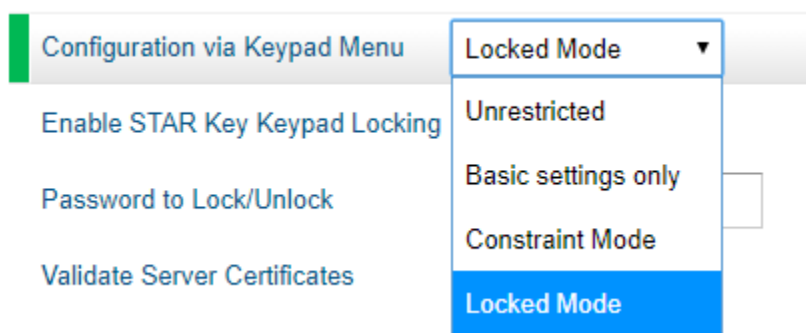 Configuration via Keypad Menu Locked Mode
Unrestricted
Enable STAR Key Keypad Locking
Basic settings only
Password to Lock/Unlock
Constraint Mode
Validate Server Certificates
Locked Mode